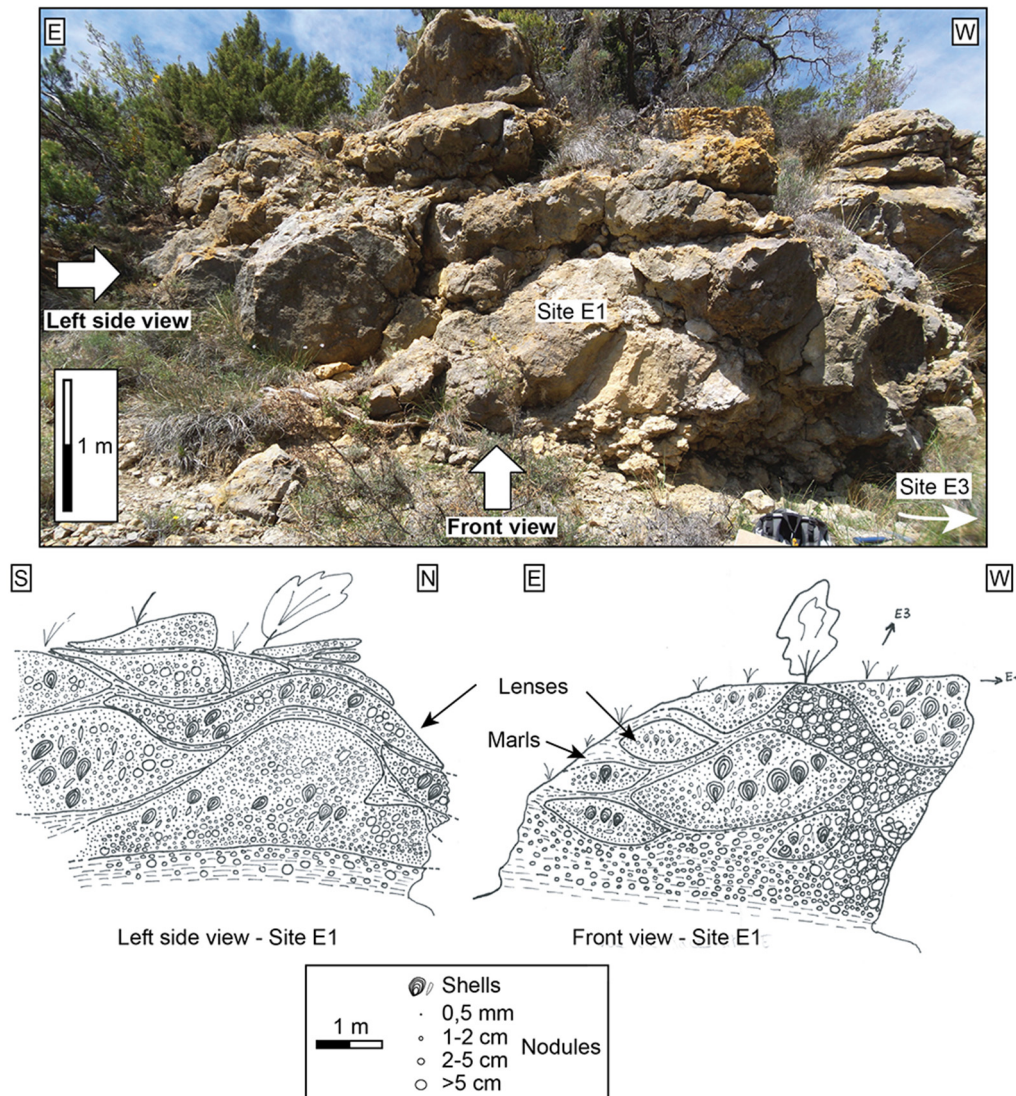 E
W
Left side view
Site E1
1 m
Front view
Site E3
S
N
E
W
E3
Lenses
Marls
Left side view - Site E1
Front view - Site E1
Shells
0,5 mm
1-2 cm
2-5 cm
>5 cm
Nodules
1 m